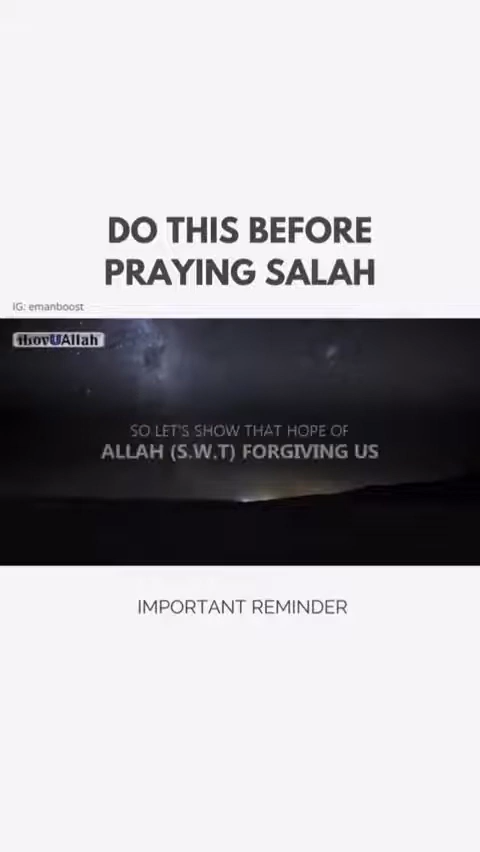 DO THIS BEFORE
PRAYING SALAH
IG: emanboost
iLovUAllah
SO LET'S SHOW THAT HOPE OF
ALLAH (S.W.T) FORGIVING US
IMPORTANT REMINDER